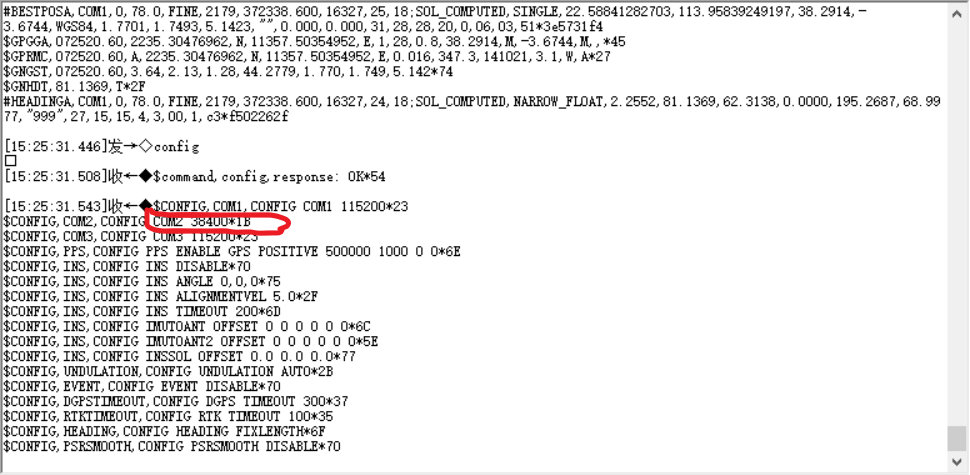 #BESTPOSA,COM1,0,78.0,FINE,2179,372338.600,16327,25,18;SOL_COMPUTED,SINGLE,22.58841282703,113.95839249197,38.2914,-
3.6744,WGS84,1.7701,1.7493,5.1423,"",0.000,0.000,31,28,28,20,0,06,03,51*3e5731f4
$GPGGA,072520.60,2235.30476962,N,11357.50354952,E,1,28,0.8,38.2914,M,-3.6744,M,,*45
$GPRMC,072520.60,A,2235.30476962,N,11357.50354952,E,0.016,347.3,141021,3.1,W,A*27
$GNGST,072520.60,3.64,2.13,1.28,44.2779,1.770,1.749,5.142*74
$GNHDT,81.1369,T*2F
#HEADINGA,COM1,0,78.0,FINE,2179,372338.600,16327,24,18;SOL_COMPUTED,NARROW_FLOAT,2.2552,81.1369,62.3138,0.0000,195.2687,68.99
77,"999",27,15,15,4,3,00,1,c3*f502262f
[15:25:31.446]发→◇config
□
[15:25:31.508]收←◆$command,config,response: OK*54
[15:25:31.543]收←◆$CONFIG,COM1,CONFIG COM1 115200*23
$CONFIG,COM2,CONFIG COM2 38400*1B
$CONFIG,COM3,CONFIG COM3 115200*23
$CONFIG,PPS,CONFIG PPS ENABLE GPS POSITIVE 500000 1000 0 0*6E
$CONFIG,INS,CONFIG INS DISABLE*70
$CONFIG,INS,CONFIG INS ANGLE 0,0,0*75
$CONFIG,INS,CONFIG INS ALIGNMENTVEL 5.0*2F
$CONFIG,INS,CONFIG INS TIMEOUT 200*6D
$CONFIG,INS,CONFIG IMUTOANT OFFSET 0 0 0 0 0 0*6C
$CONFIG,INS,CONFIG IMUTOANT2 OFFSET 0 0 0 0 0 0*5E
$CONFIG,INS,CONFIG INSSOL OFFSET 0.0 0.0 0.0*77
$CONFIG,UNDULATION,CONFIG UNDULATION AUTO*2B
$CONFIG,EVENT,CONFIG EVENT DISABLE*70
$CONFIG,DGPSTIMEOUT,CONFIG DGPS TIMEOUT 300*37
$CONFIG,RTKTIMEOUT,CONFIG RTK TIMEOUT 100*35
$CONFIG,HEADING,CONFIG HEADING FIXLENGTH*6F
$CONFIG,PSRSMOOTH,CONFIG PSRSMOOTH DISABLE*70